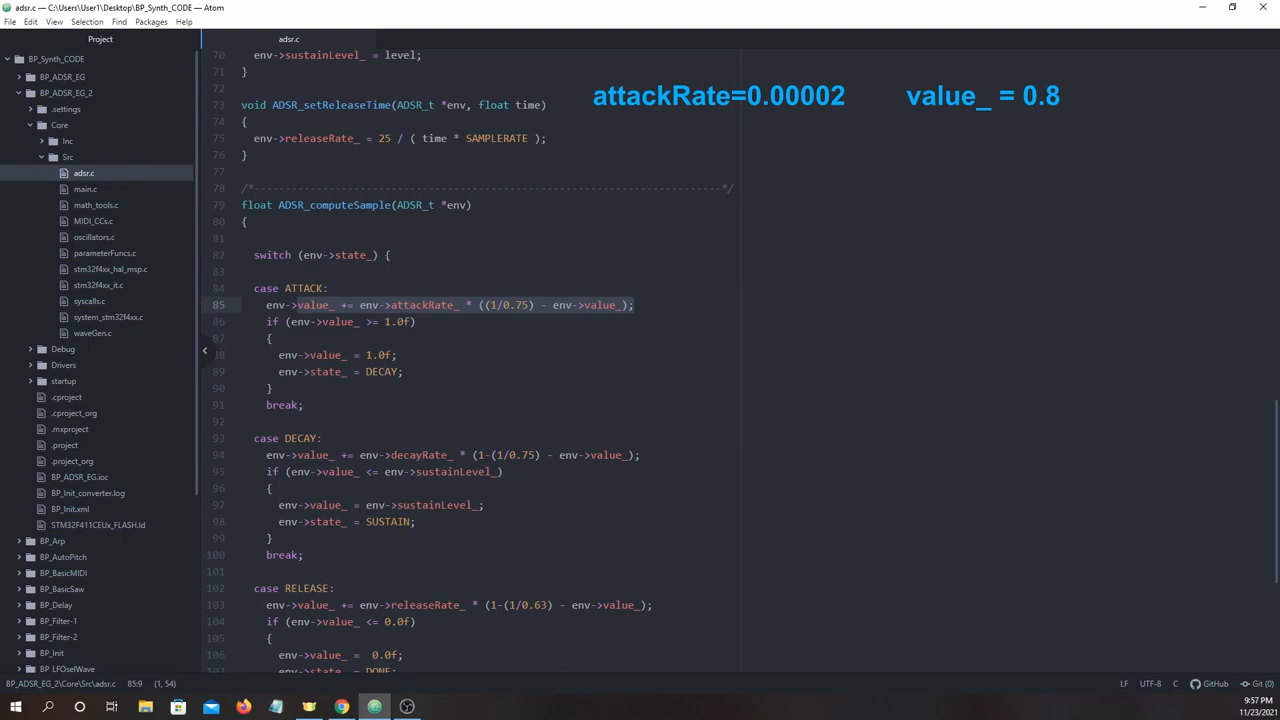 adsr.c — C:\Users\User1\Desktop\BP_Synth_CODE — Atom
File Edit View Selection Find Packages Help
Project
adsr.c
BP_Synth_CODE
BP_ADSR_EG
BP_ADSR_EG_2
.settings
Core
Inc
Src
adsr.c
main.c
math_tools.c
MIDI_CCs.c
oscillators.c
parameterFuncs.c
stm32f4xx_hal_msp.c
stm32f4xx_it.c
syscalls.c
system_stm32f4xx.c
waveGen.c
Debug
Drivers
startup
.cproject
.cproject_org
.mxproject
.project
.project_org
BP_ADSR_EG.ioc
BP_Init_converter.log
BP_Init.xml
STM32F411CEUx_FLASH.ld
BP_Arp
BP_AutoPitch
BP_BasicMIDI
BP_BasicSaw
BP_Delay
BP_Filter-1
BP_Filter-2
BP_Init
BP_LFOselWave
attackRate=0.00002 value_ = 0.8
70 env->sustainLevel_ = level;
71 }
72
73 void ADSR_setReleaseTime(ADSR_t *env, float time)
74 {
75 env->releaseRate_ = 25 / ( time * SAMPLERATE );
76 }
77
78 /*---------------------------------------------------------------------------*/
79 float ADSR_computeSample(ADSR_t *env)
80 {
81
82 switch (env->state_) {
83
84 case ATTACK:
85 env->value_ += env->attackRate_ * ((1/0.75) - env->value_);
86 if (env->value_ >= 1.0f)
87 {
88 env->value_ = 1.0f;
89 env->state_ = DECAY;
90 }
91 break;
92
93 case DECAY:
94 env->value_ += env->decayRate_ * (1-(1/0.75) - env->value_);
95 if (env->value_ <= env->sustainLevel_)
96 {
97 env->value_ = env->sustainLevel_;
98 env->state_ = SUSTAIN;
99 }
100 break;
101
102 case RELEASE:
103 env->value_ += env->releaseRate_ * (1-(1/0.63) - env->value_);
104 if (env->value_ <= 0.0f)
105 {
106 env->value_ = 0.0f;
107 env->state_ = DONE;
BP_ADSR_EG_2\Core\Src\adsr.c 85:9 (1, 54) LF UTF-8 C GitHub Git (0)
9:57 PM
11/23/2021